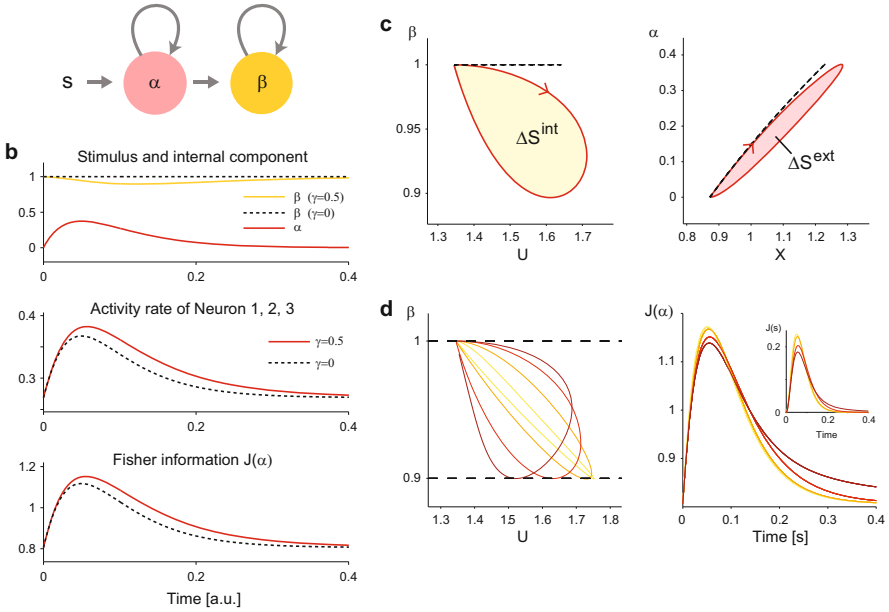 S α β
b
Stimulus and internal component
1
0.5
0
β (γ=0.5)
β (γ=0)
α
0 0.2 0.4
Activity rate of Neuron 1, 2, 3
0.4
0.3
γ=0.5
γ=0
0 0.2 0.4
Fisher information J(α)
1.2
1.0
0.8
0 0.2 0.4
Time [a.u.]
c
β
1
0.95
0.9
ΔS^int
1.3 1.4 1.5 1.6 1.7
U
α
0.4
0.3
0.2
0.1
0
ΔS^ext
0.8 0.9 1 1.1 1.2 1.3
X
d
β
1
0.9
1.3 1.4 1.5 1.6 1.7 1.8
U
J(α)
1.1
1
0.9
0 0.1 0.2 0.3 0.4
Time [s]
J(s)
0.2
0
0 0.2 0.4
Time